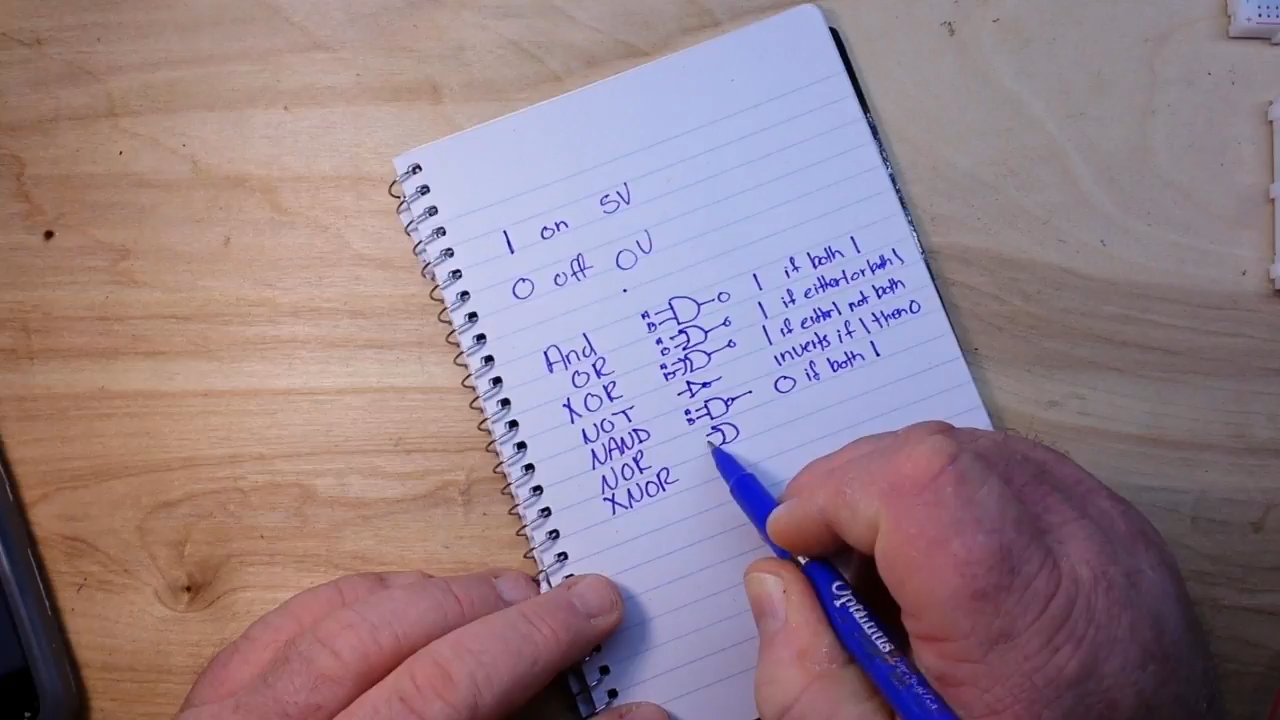 1 on 5V
0 off 0V
And A B O 1 if both 1
OR A B O 1 if either/or both 1
XOR A B O 1 if either 1 not both
NOT inverts if 1 then 0
NAND A B 0 if both 1
NOR
XNOR
Optimus